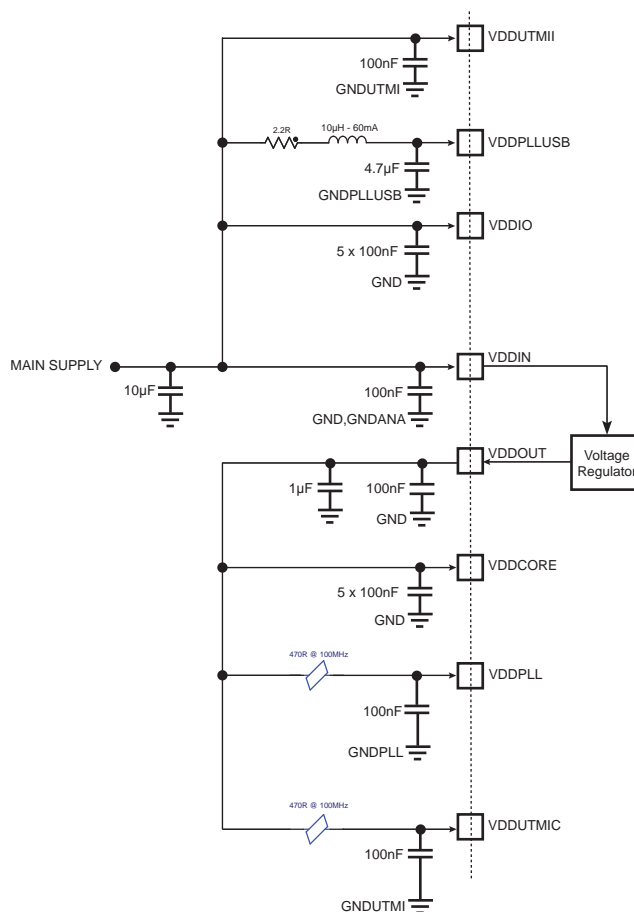 VDDUTMII
100nF
GNDUTMI
2.2R
10µH - 60mA
VDDPLLUSB
4.7µF
GNDPLLUSB
VDDIO
5 x 100nF
GND
MAIN SUPPLY
VDDIN
10µF
100nF
GND,GNDANA
VDDOUT
Voltage
Regulator
1µF
100nF
GND
VDDCORE
5 x 100nF
GND
470R @ 100MHz
VDDPLL
100nF
GNDPLL
470R @ 100MHz
VDDUTMIC
100nF
GNDUTMI